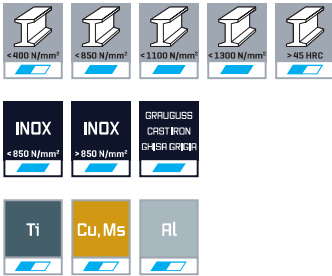 <400 N/mm² <850 N/mm² <1100 N/mm² <1300 N/mm² >45 HRC
INOX INOX GRAUGUSS
CAST IRON
GHISA GRIGIA
<850 N/mm² >850 N/mm²
Ti Cu,Ms Al